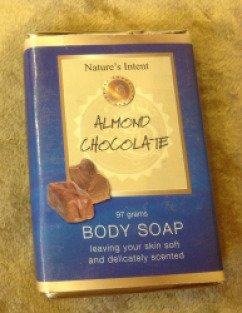 Nature's Intent
ALMOND
CHOCOLATE
97 grams
BODY SOAP
leaving your skin soft
and delicately scented